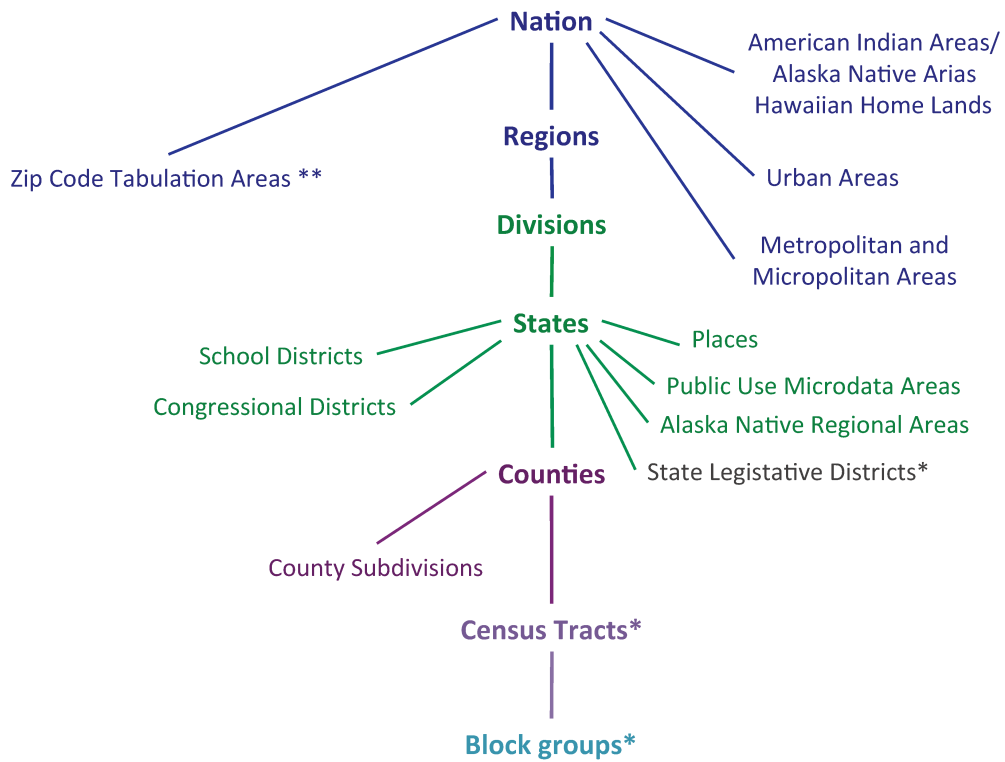 Nation
American Indian Areas/
Alaska Native Arias
Hawaiian Home Lands
Regions
Zip Code Tabulation Areas **
Urban Areas
Divisions
Metropolitan and
Micropolitan Areas
States
Places
School Districts
Public Use Microdata Areas
Congressional Districts
Alaska Native Regional Areas
Counties
State Legistative Districts*
County Subdivisions
Census Tracts*
Block groups*